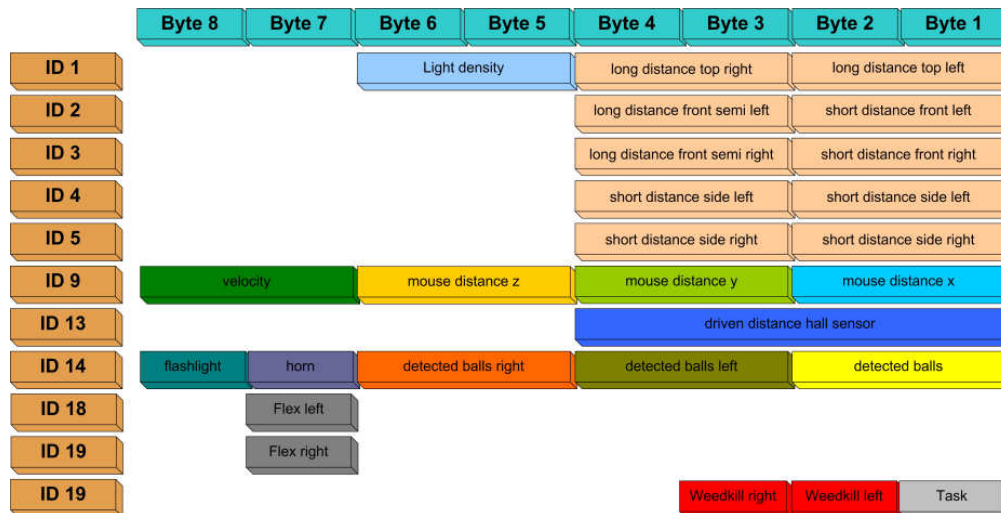 Byte 8 Byte 7 Byte 6 Byte 5 Byte 4 Byte 3 Byte 2 Byte 1
ID 1 Light density long distance top right long distance top left
ID 2 long distance front semi left short distance front left
ID 3 long distance front semi right short distance front right
ID 4 short distance side left short distance side left
ID 5 short distance side right short distance side right
ID 9 velocity mouse distance z mouse distance y mouse distance x
ID 13 driven distance hall sensor
ID 14 flashlight horn detected balls right detected balls left detected balls
ID 18 Flex left
ID 19 Flex right
ID 19 Weedkill right Weedkill left Task